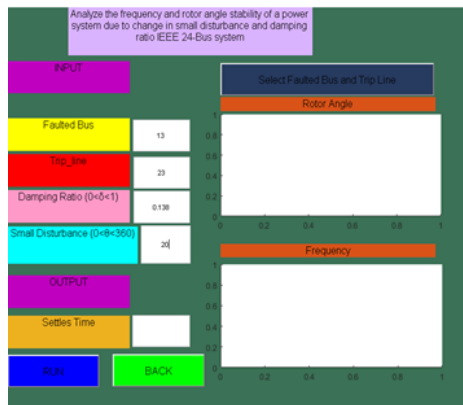 Analyze the frequency and rotor angle stability of a power
system due to change in small disturbance and damping
ratio IEEE 24-Bus system
INPUT
Select Faulted Bus and Trip Line
Rotor Angle
Faulted Bus
13
Trip_line
23
Damping Ratio (0<δ<1)
0.138
Small Disturbance (0<θ<360)
20
1
0.8
0.6
0.4
0.2
0
0 0.2 0.4 0.6 0.8 1
Frequency
OUTPUT
Settles Time
RUN
BACK
1
0.8
0.6
0.4
0.2
0
0 0.2 0.4 0.6 0.8 1